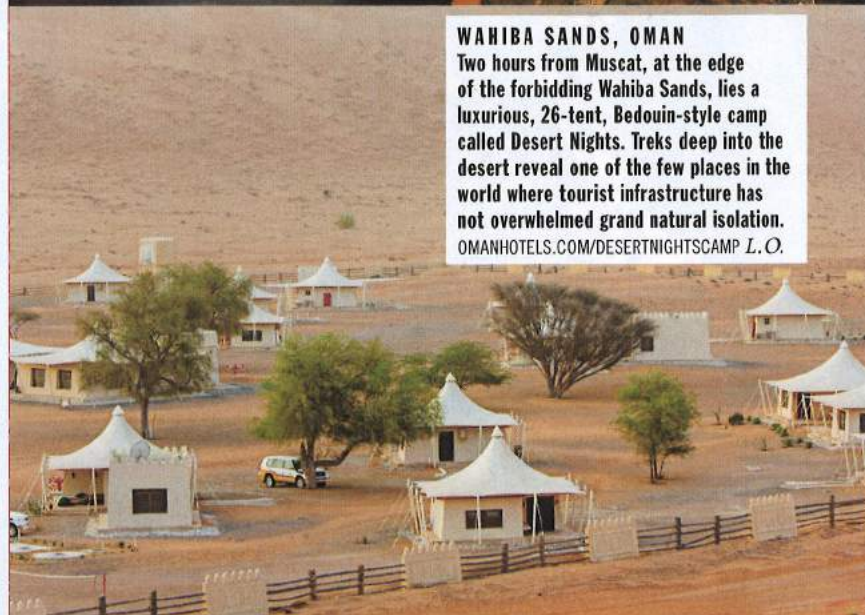 WAHIBA SANDS, OMAN
Two hours from Muscat, at the edge
of the forbidding Wahiba Sands, lies a
luxurious, 26-tent, Bedouin-style camp
called Desert Nights. Treks deep into the
desert reveal one of the few places in the
world where tourist infrastructure has
not overwhelmed grand natural isolation.
OMANHOTELS.COM/DESERTNIGHTSCAMP L.O.